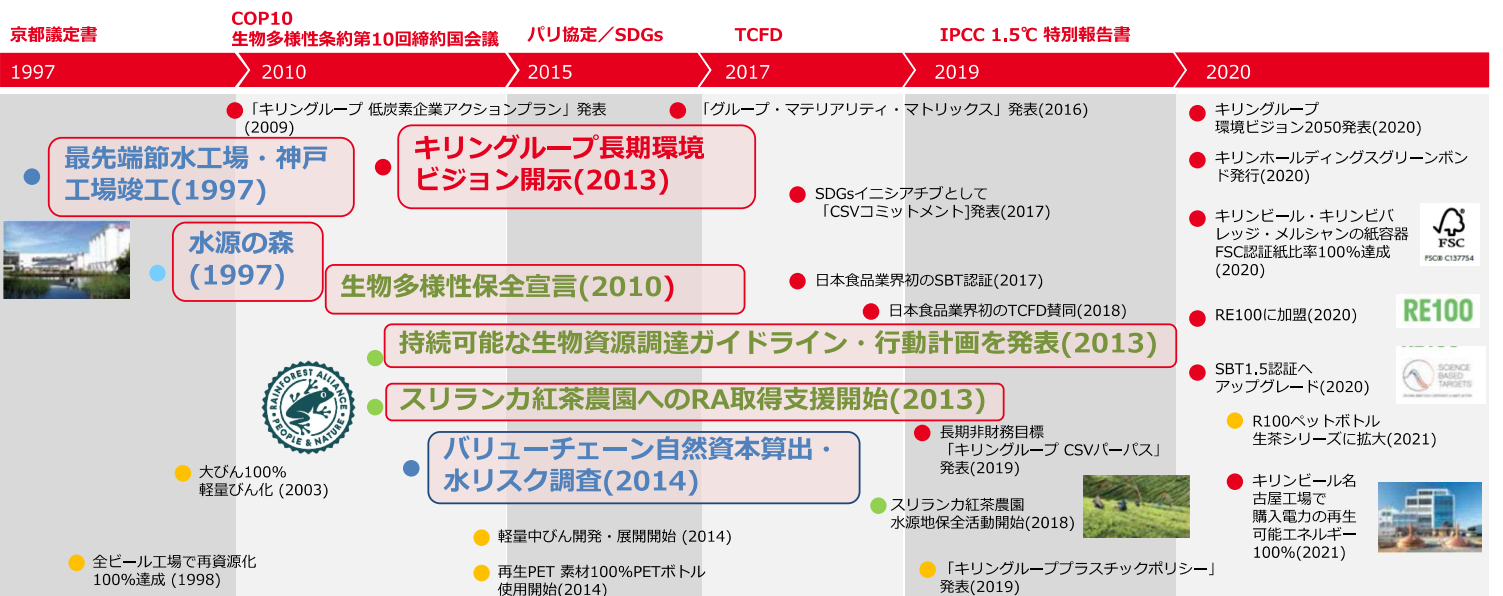 京都議定書
COP10
生物多様性条約第10回締約国会議
パリ協定／SDGs
TCFD
IPCC 1.5℃ 特別報告書
1997
2010
2015
2017
2019
2020
「キリングループ 低炭素企業アクションプラン」発表
(2009)
「グループ・マテリアリティ・マトリックス」発表(2016)
キリングループ
環境ビジョン2050発表(2020)
最先端節水工場・神戸
工場竣工(1997)
キリングループ長期環境
ビジョン開示(2013)
キリンホールディングスグリーンボン
ド発行(2020)
SDGsイニシアチブとして
「CSVコミットメント]発表(2017)
水源の森
(1997)
キリンビール・キリンビバ
レッジ・メルシャンの紙容器
FSC認証紙比率100%達成
(2020)
FSC
FSC® C137754
生物多様性保全宣言(2010)
日本食品業界初のSBT認証(2017)
日本食品業界初のTCFD賛同(2018)
RE100に加盟(2020)
RE100
持続可能な生物資源調達ガイドライン・行動計画を発表(2013)
SBT1.5認証へ
アップグレード(2020)
SCIENCE
BASED
TARGETS
RAINFOREST ALLIANCE
PEOPLE & NATURE
スリランカ紅茶農園へのRA取得支援開始(2013)
R100ペットボトル
生茶シリーズに拡大(2021)
長期非財務目標
「キリングループ CSVパーパス」
発表(2019)
バリューチェーン自然資本算出・
水リスク調査(2014)
大びん100%
軽量びん化 (2003)
キリンビール名
古屋工場で
購入電力の再生
可能エネルギー
100%(2021)
スリランカ紅茶農園
水源地保全活動開始(2018)
軽量中びん開発・展開開始 (2014)
全ビール工場で再資源化
100%達成 (1998)
再生PET 素材100%PETボトル
使用開始(2014)
「キリングループプラスチックポリシー」
発表(2019)